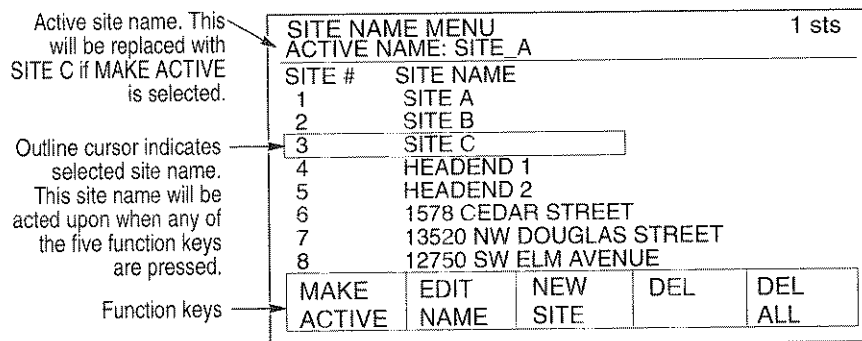 Active site name. This
will be replaced with
SITE C if MAKE ACTIVE
is selected.
Outline cursor indicates
selected site name.
This site name will be
acted upon when any of
the five function keys
are pressed.
Function keys
SITE NAME MENU 1 sts
ACTIVE NAME: SITE_A
SITE # SITE NAME
1 SITE A
2 SITE B
3 SITE C
4 HEADEND 1
5 HEADEND 2
6 1578 CEDAR STREET
7 13520 NW DOUGLAS STREET
8 12750 SW ELM AVENUE
MAKE EDIT NEW DEL DEL
ACTIVE NAME SITE ALL